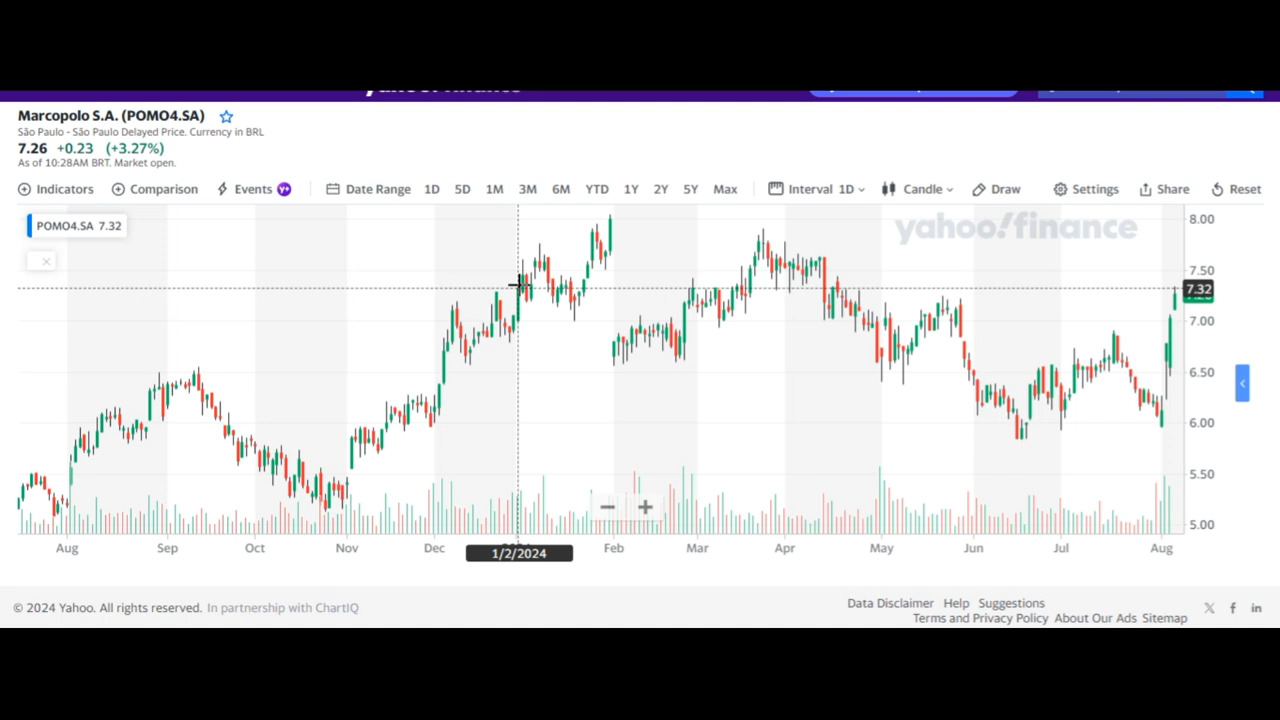 Marcopolo S.A. (POMO4.SA)
São Paulo - São Paulo Delayed Price. Currency in BRL
7.26 +0.23 (+3.27%)
As of 10:28AM BRT. Market open.
Indicators Comparison Events Y+ Date Range 1D 5D 1M 3M 6M YTD 1Y 2Y 5Y Max Interval 1D Candle Draw Settings Share Reset
POMO4.SA 7.32
yahoo!finance
8.00
7.50
7.32
7.00
6.50
6.00
5.50
5.00
Aug Sep Oct Nov Dec Feb Mar Apr May Jun Jul Aug
1/2/2024
© 2024 Yahoo. All rights reserved. In partnership with ChartIQ
Data Disclaimer Help Suggestions
Terms and Privacy Policy About Our Ads Sitemap